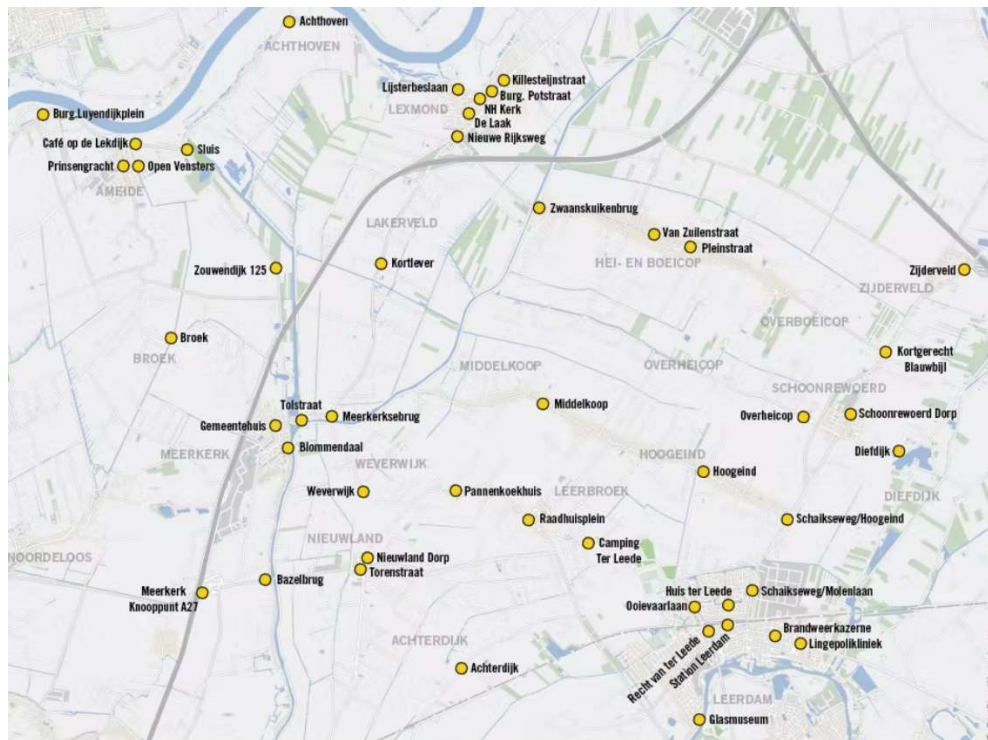 Achthoven
ACHTHOVEN
Killesteijnstraat
Lijsterbeslaan
Burg. Potstraat
LEXMOND
NH Kerk
De Laak
Burg.Luyendijkplein
Nieuwe Rijksweg
Café op de Lekdijk
Sluis
Prinsengracht
Open Vensters
AMEIDE
Zwaanskuikenbrug
LAKERVELD
Van Zuilenstraat
Pleinstraat
HEI- EN BOEICOP
Zouwendijk 125
Kortlever
Zijderveld
ZIJDERVELD
OVERBOEICOP
Broek
BROEK
Kortgerecht
Blauwbijl
MIDDELKOOP
OVERHEICOP
SCHOONREWOERD
Tolstraat
Meerkerksebrug
Middelkoop
Overheicop
Schoonrewoerd Dorp
Gemeentehuis
Blommendaal
MEERKERK
WEVERWIJK
HOOGEIND
Diefdijk
Hoogeind
Weverwijk
Pannenkoekhuis
LEERBROEK
DIEFDIJK
Raadhuisplein
Schaikseweg/Hoogeind
NIEUWLAND
Camping
Ter Leede
NOORDELOOS
Nieuwland Dorp
Torenstraat
Bazelbrug
Meerkerk
Knooppunt A27
Huis ter Leede
Schaikseweg/Molenlaan
Ooievaarlaan
Brandweerkazerne
Lingepolikliniek
Recht van ter Leede
Station Leerdam
ACHTERDIJK
Achterdijk
LEERDAM
Glasmuseum